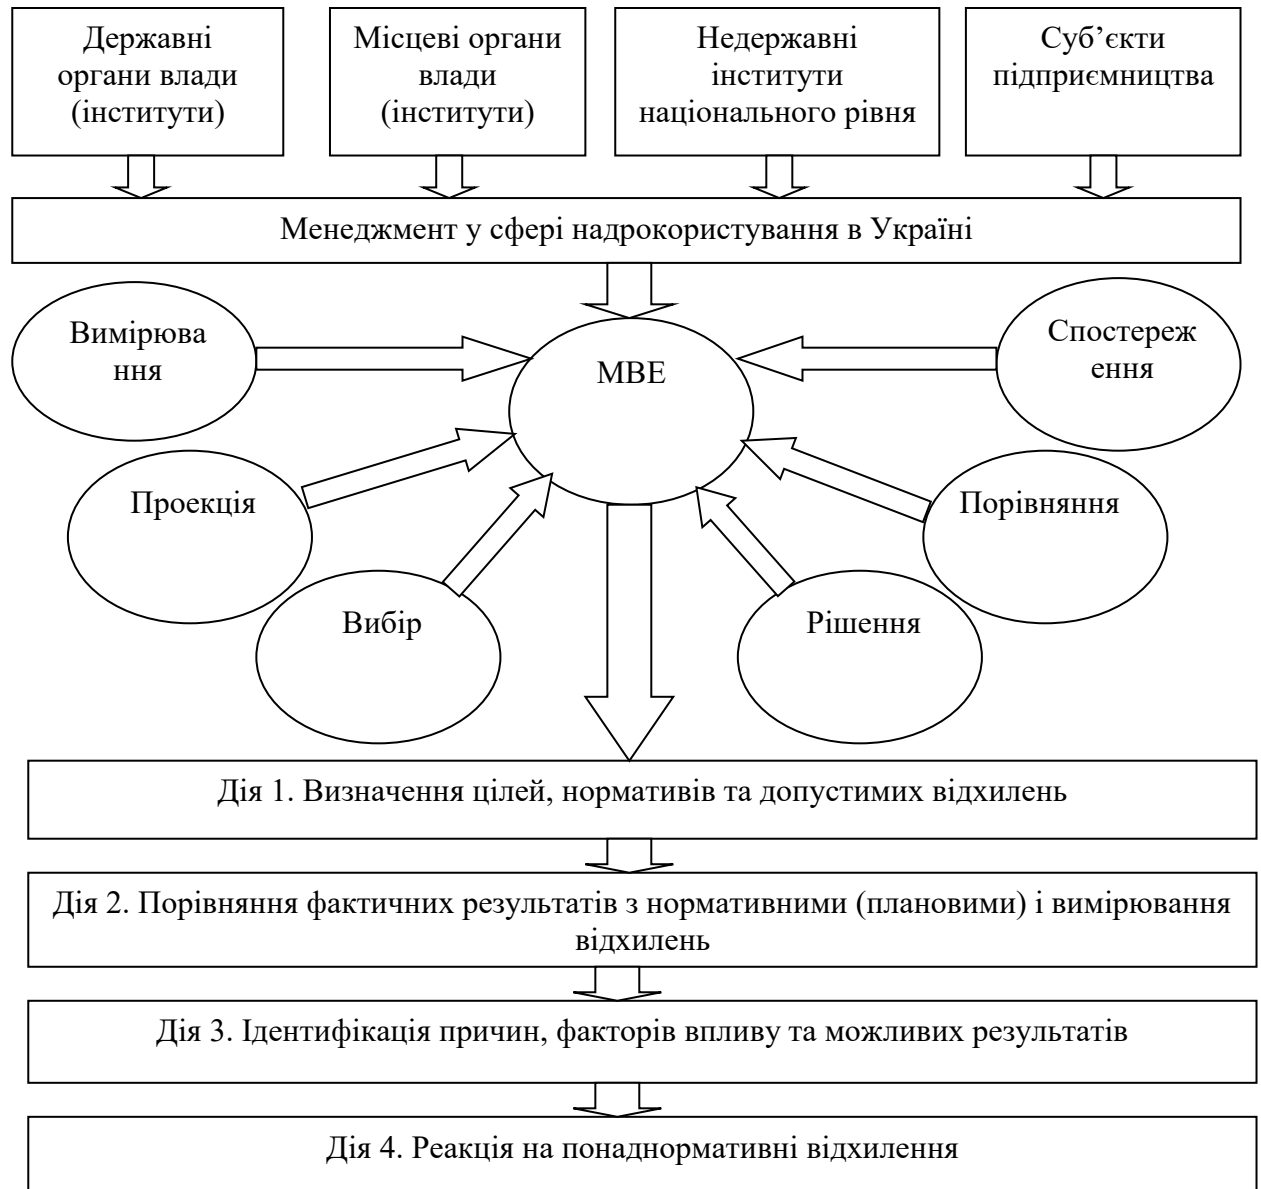 Державні
органи влади
(інститути)
Місцеві органи
влади
(інститути)
Недержавні
інститути
національного рівня
Суб’єкти
підприємництва
Менеджмент у сфері надрокористування в Україні
Вимірюва
ння
МВЕ
Спостереж
ення
Проекція
Порівняння
Вибір
Рішення
Дія 1. Визначення цілей, нормативів та допустимих відхилень
Дія 2. Порівняння фактичних результатів з нормативними (плановими) і вимірювання
відхилень
Дія 3. Ідентифікація причин, факторів впливу та можливих результатів
Дія 4. Реакція на понаднормативні відхилення